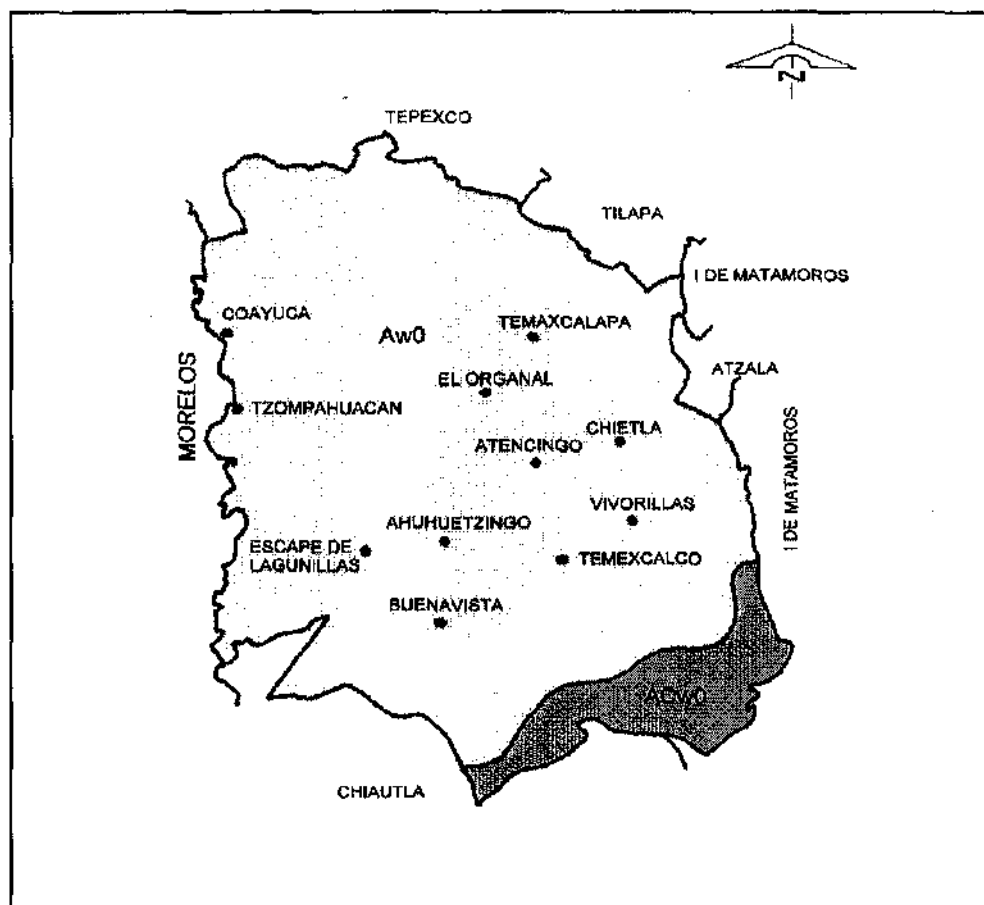 N
TEPEXCO
TILAPA
I DE MATAMOROS
COAYUCA
Aw0
TEMAXCALAPA
ATZALA
EL ORGANAL
MORELOS
TZOMPAHUACAN
CHIETLA
ATENCINGO
I DE MATAMOROS
VIVORILLAS
AHUHUETZINGO
ESCAPE DE
LAGUNILLAS
TEMEXCALCO
BUENAVISTA
CHIAUTLA